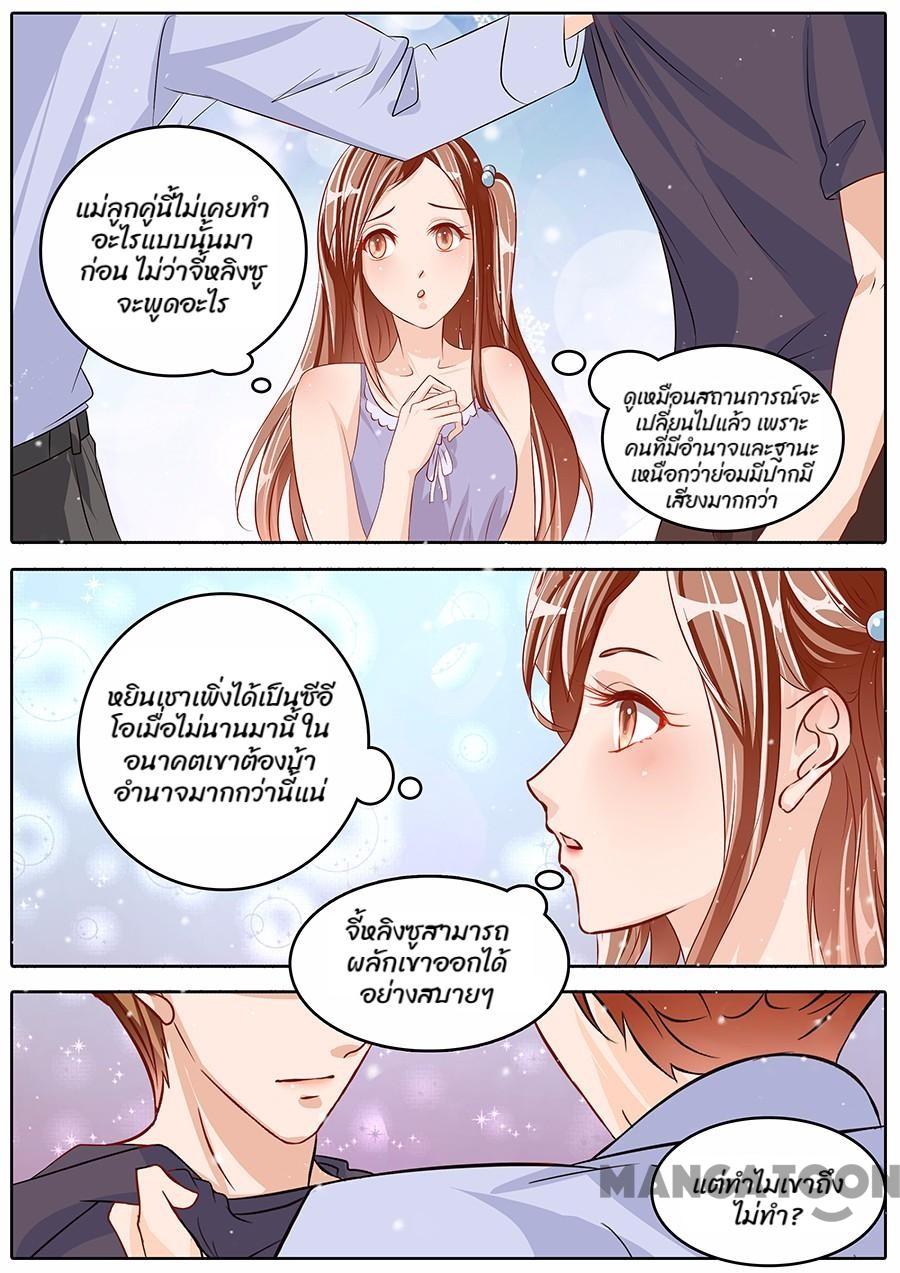 แม่ลูกคู่นี้ไม่เคยทำ
อะไรแบบนั้นมา
ก่อน ไม่ว่าจี้หลิงซู
จะพูดอะไร
ดูเหมือนสถานการณ์จะ
เปลี่ยนไปแล้ว เพราะ
คนที่มีอำนาจและฐานะ
เหนือกว่าย่อมมีปากมี
เสียงมากกว่า
หยินเชาเพิ่งได้เป็นซีอี
โอเมื่อไม่นานมานี้ ใน
อนาคตเขาต้องบ้า
อำนาจมากกว่านี้แน่
จี้หลิงซูสามารถ
ผลักเขาออกได้
อย่างสบายๆ
แต่ทำไมเขาถึง
ไม่ทำ?
MANGATOON